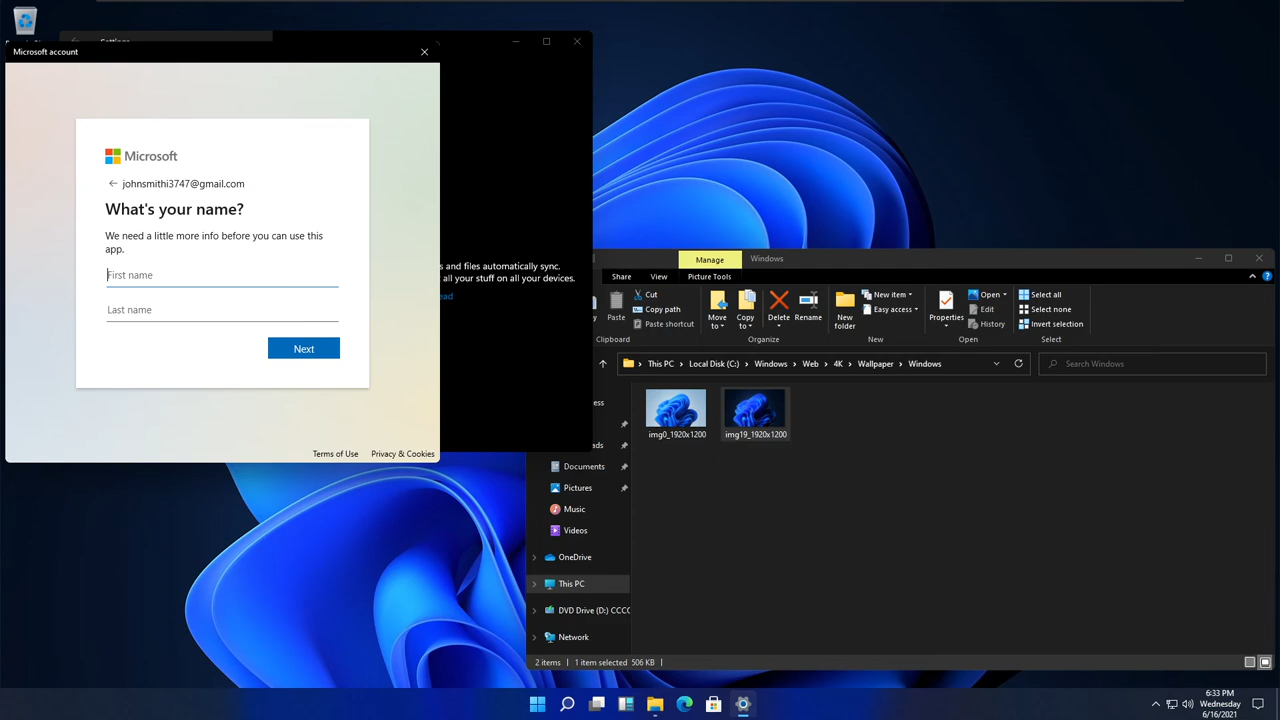 Microsoft account
Microsoft
johnsmithi3747@gmail.com
What's your name?
We need a little more info before you can use this
app.
First name
Last name
Next
Terms of Use
Privacy & Cookies
s and files automatically sync.
all your stuff on all your devices.
ead
Manage
Windows
Share
View
Picture Tools
Paste
Cut
Copy path
Paste shortcut
Clipboard
Move
to
Copy
to
Delete
Rename
Organize
New
folder
New item
Easy access
New
Properties
Open
Edit
History
Open
Select all
Select none
Invert selection
Select
This PC
Local Disk (C:)
Windows
Web
4K
Wallpaper
Windows
Search Windows
ess
ads
Documents
Pictures
Music
Videos
OneDrive
This PC
DVD Drive (D:) CCCO
Network
img0_1920x1200
img19_1920x1200
2 items
1 item selected 506 KB
6:33 PM
Wednesday
6/16/2021